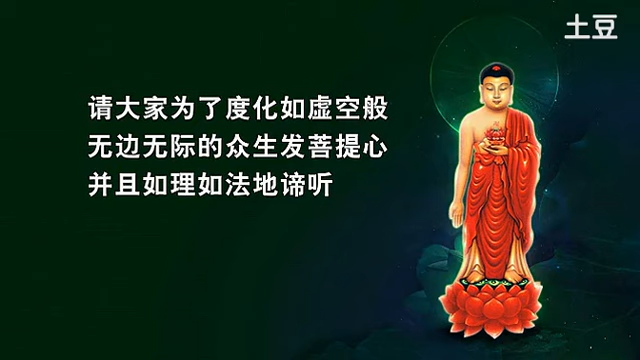 土豆
请大家为了度化如虚空般
无边无际的众生发菩提心
并且如理如法地谛听